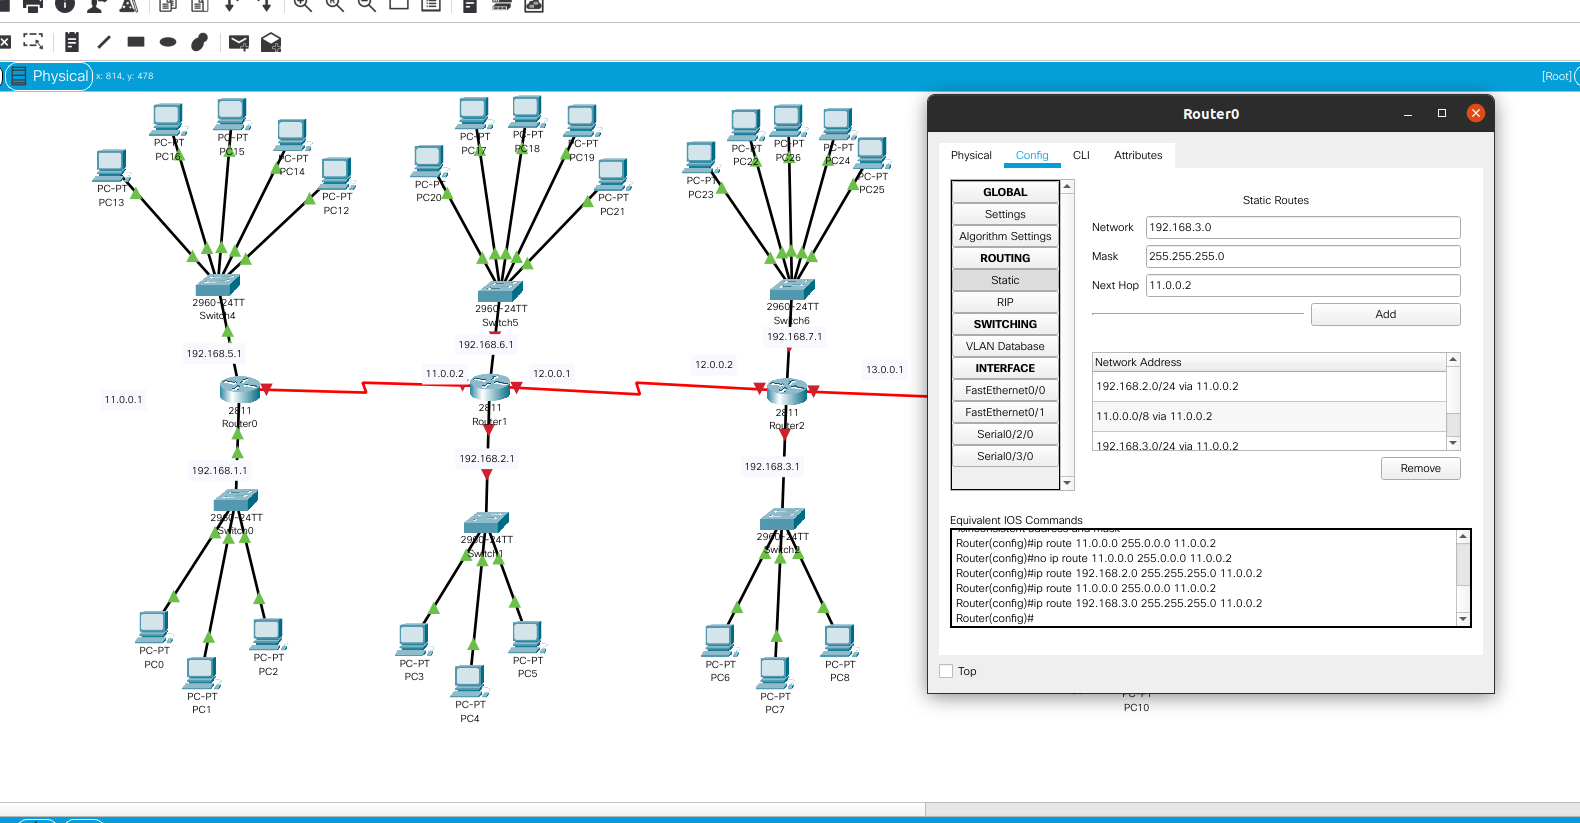 Physical
x: 814, y: 478
[Root]
PC-PT
PC16
PC-PT
PC15
PC-PT
PC14
PC-PT
PC13
PC-PT
PC12
PC-PT
PC17
PC-PT
PC18
PC-PT
PC19
PC-PT
PC20
PC-PT
PC21
PC-PT
PC22
PC-PT
PC26
PC-PT
PC24
PC-PT
PC23
PC-PT
PC25
2960-24TT
Switch4
2960-24TT
Switch5
2960-24TT
Switch6
192.168.5.1
192.168.6.1
192.168.7.1
11.0.0.1
11.0.0.2
12.0.0.1
12.0.0.2
13.0.0.1
2811
Router0
2811
Router1
2811
Router2
192.168.1.1
192.168.2.1
192.168.3.1
2960-24TT
Switch0
2960-24TT
Switch1
2960-24TT
Switch2
PC-PT
PC0
PC-PT
PC1
PC-PT
PC2
PC-PT
PC3
PC-PT
PC4
PC-PT
PC5
PC-PT
PC6
PC-PT
PC7
PC-PT
PC8
PC-PT
PC10
Router0
Physical
Config
CLI
Attributes
GLOBAL
Settings
Algorithm Settings
ROUTING
Static
RIP
SWITCHING
VLAN Database
INTERFACE
FastEthernet0/0
FastEthernet0/1
Serial0/2/0
Serial0/3/0
Static Routes
Network 192.168.3.0
Mask 255.255.255.0
Next Hop 11.0.0.2
Add
Network Address
192.168.2.0/24 via 11.0.0.2
11.0.0.0/8 via 11.0.0.2
192.168.3.0/24 via 11.0.0.2
Remove
Equivalent IOS Commands
%Inconsistent address and mask
Router(config)#ip route 11.0.0.0 255.0.0.0 11.0.0.2
Router(config)#no ip route 11.0.0.0 255.0.0.0 11.0.0.2
Router(config)#ip route 192.168.2.0 255.255.255.0 11.0.0.2
Router(config)#ip route 11.0.0.0 255.0.0.0 11.0.0.2
Router(config)#ip route 192.168.3.0 255.255.255.0 11.0.0.2
Router(config)#
Top